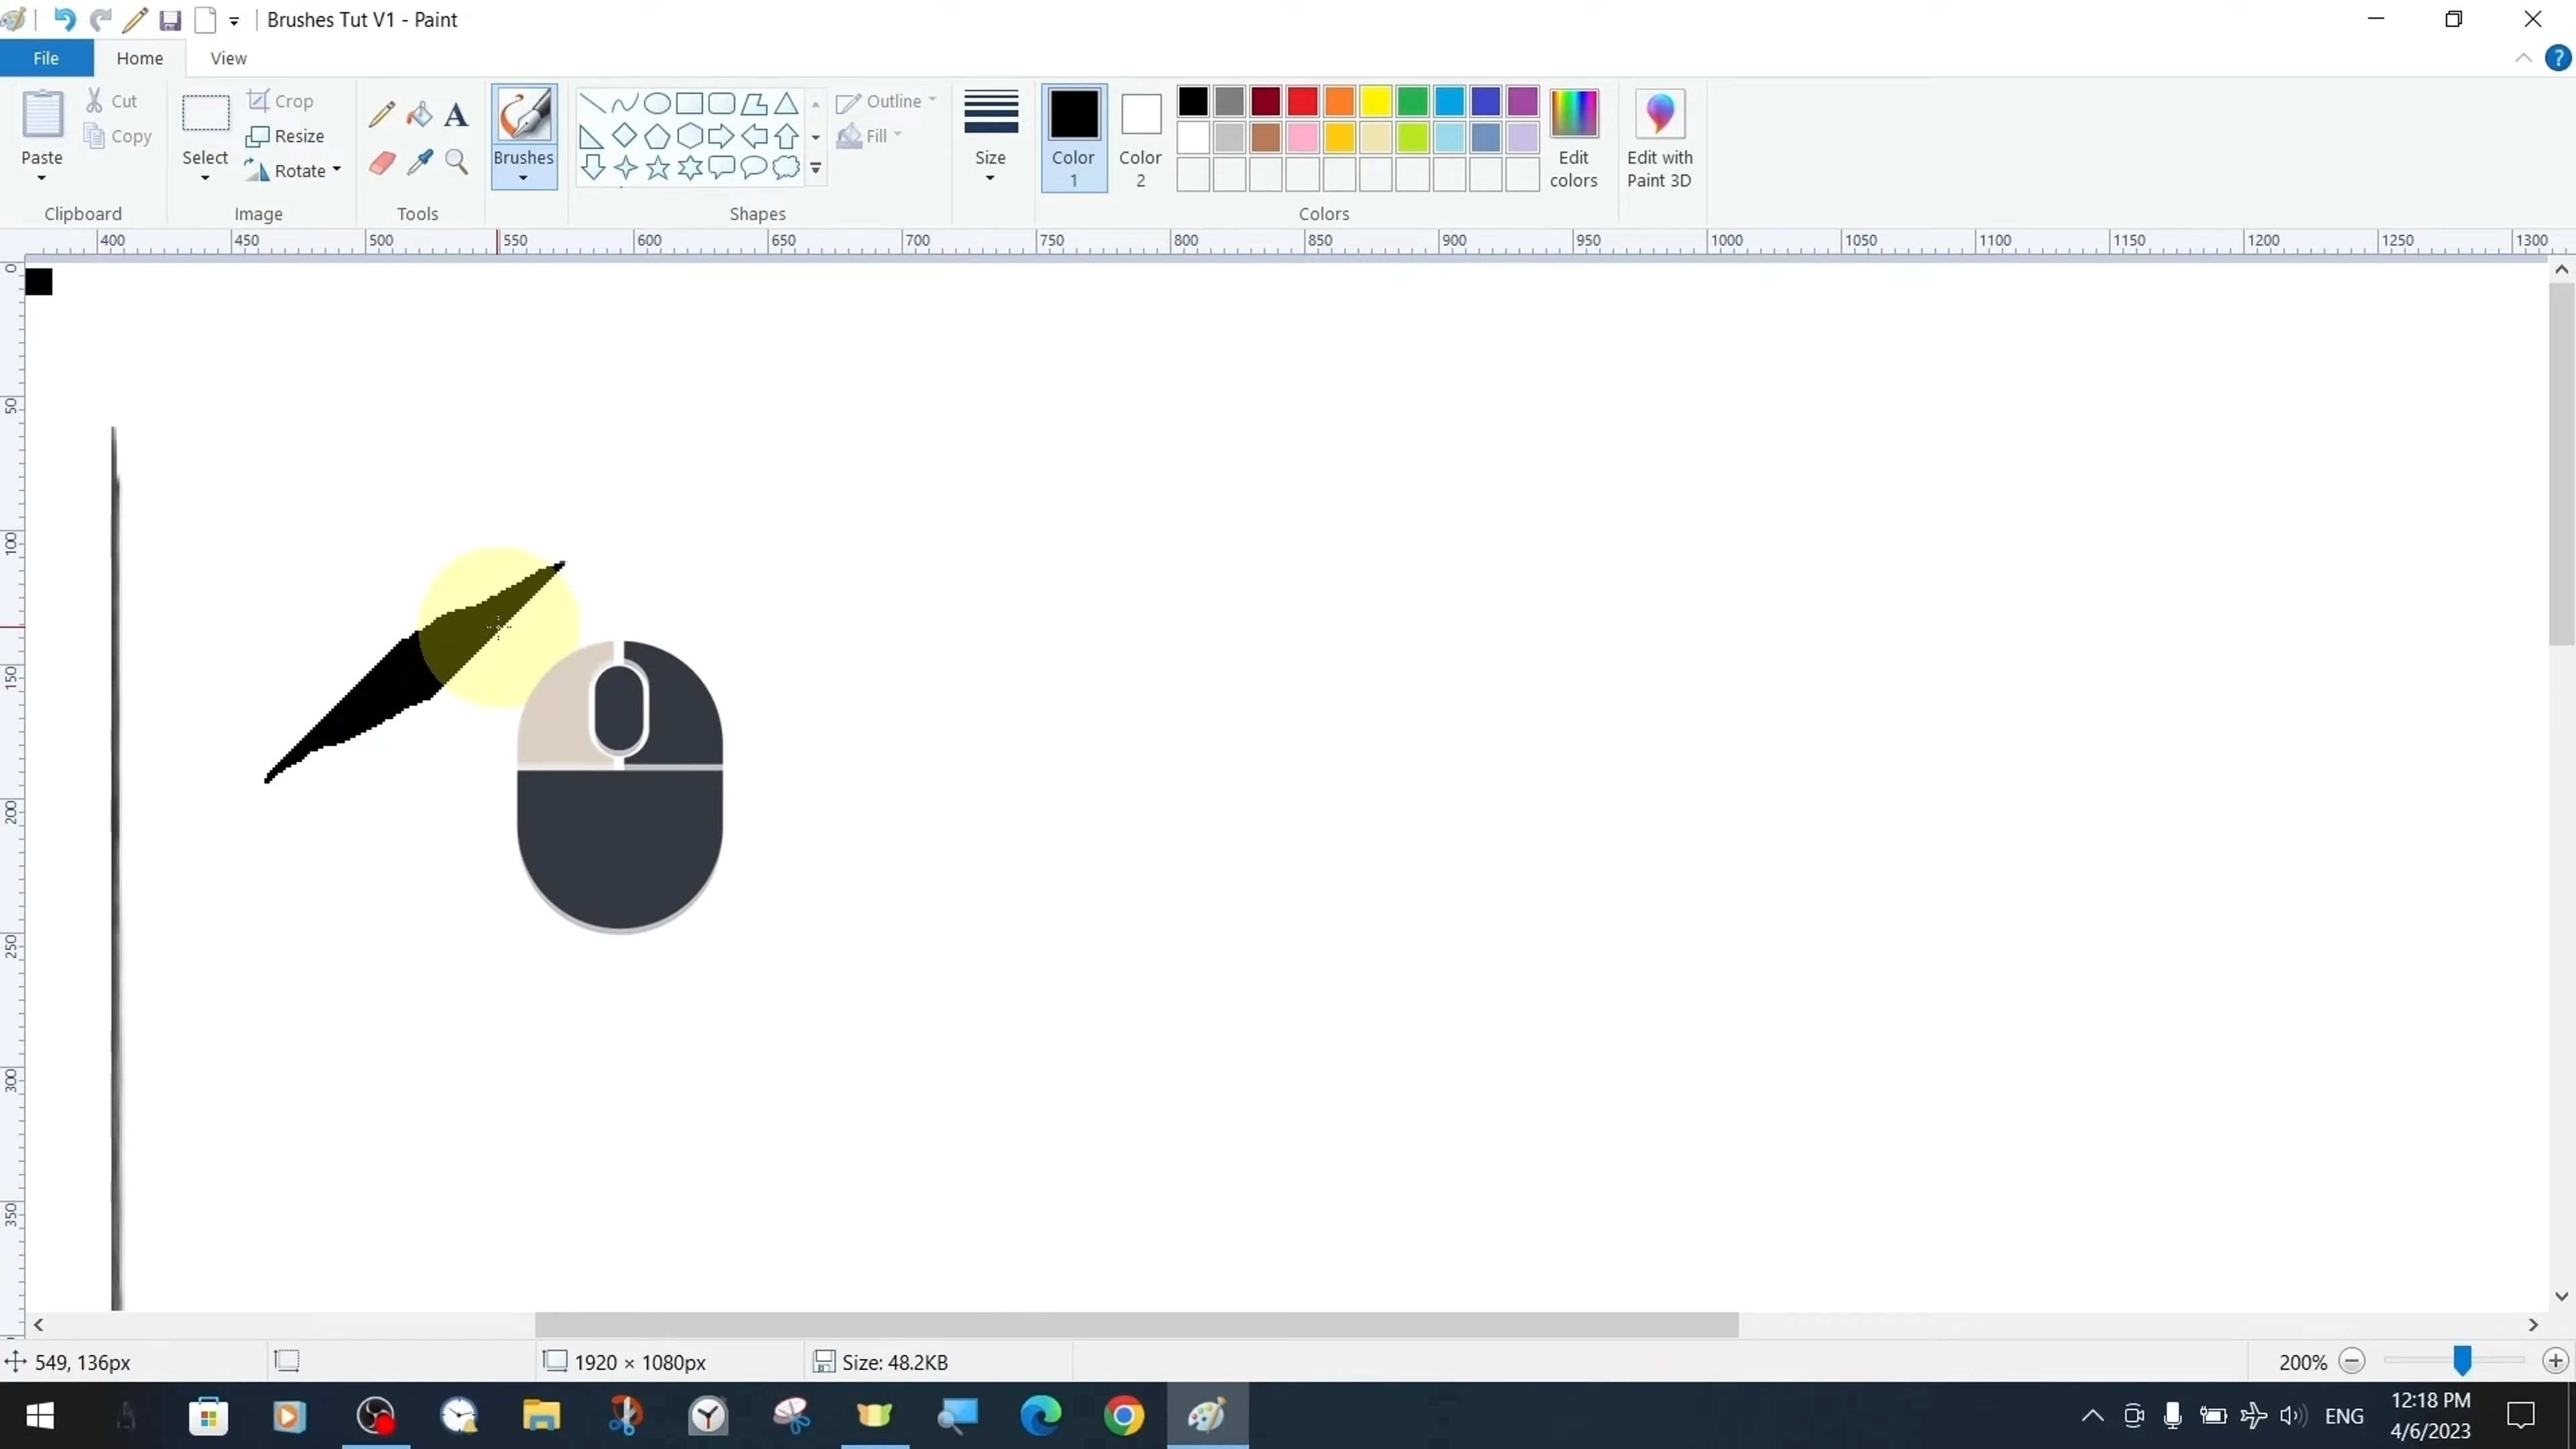 Brushes Tut V1 - Paint
File Home View
Paste
Cut
Copy
Clipboard
Select
Crop
Resize
Rotate
Image
A
Tools
Brushes
Shapes
Outline
Fill
Size
Color
1
Color
2
Colors
Edit
colors
Edit with
Paint 3D
?
400 450 500 550 600 650 700 750 800 850 900 950 1000 1050 1100 1150 1200 1250 1300
0
50
100
150
200
250
300
350
549, 136px
1920 × 1080px
Size: 48.2KB
200%
ENG
12:18 PM
4/6/2023